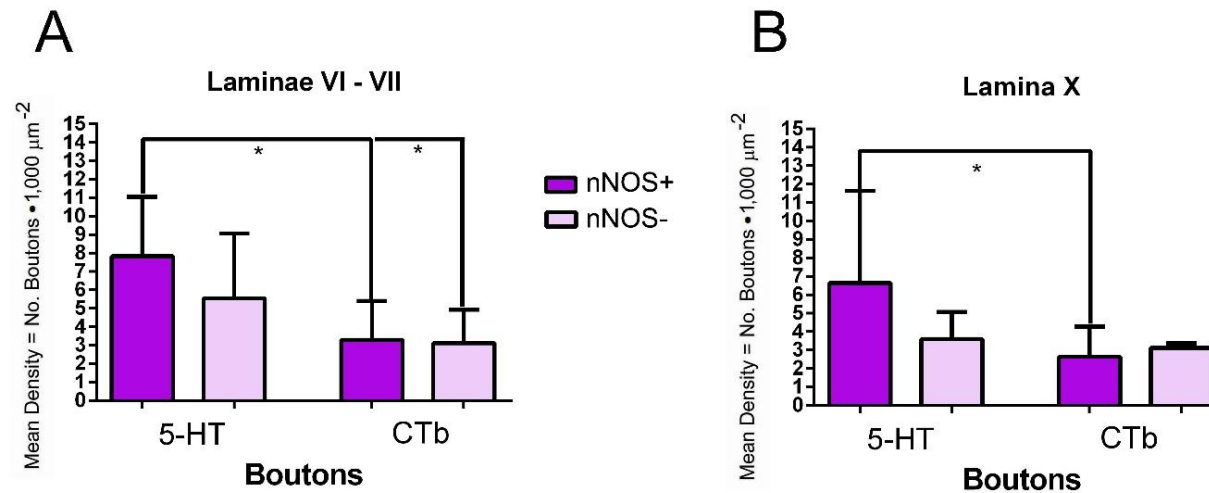 A
Laminae VI - VII
Mean Density = No. Boutons • 1,000 μm⁻²
15
14
13
12
11
10
9
8
7
6
5
4
3
2
1
0
*
*
5-HT
CTb
Boutons
nNOS+
nNOS-
B
Lamina X
Mean Density = No. Boutons • 1,000 μm⁻²
15
14
13
12
11
10
9
8
7
6
5
4
3
2
1
0
*
5-HT
CTb
Boutons